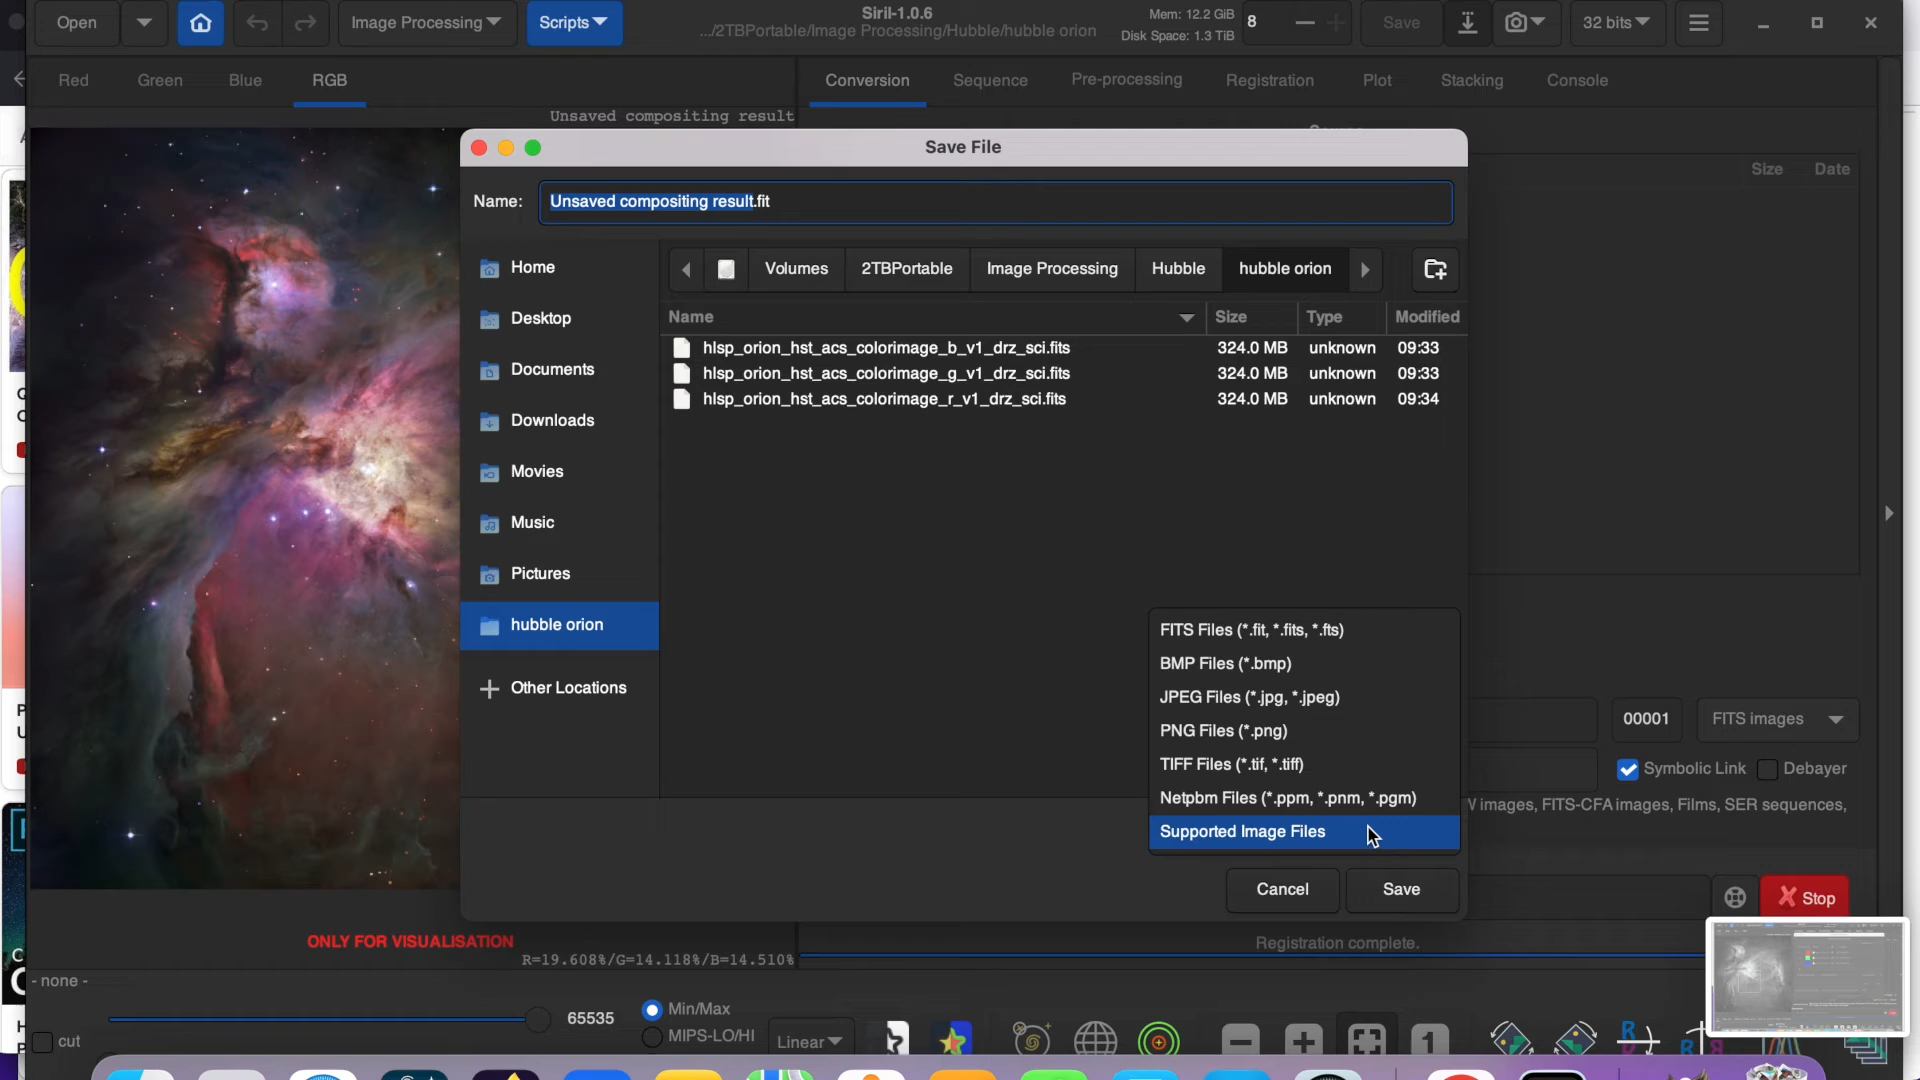 Open
Image Processing
Scripts
Siril-1.0.6
.../2TBPortable/Image Processing/Hubble/hubble orion
Mem: 12.2 GiB
Disk Space: 1.3 TiB
8
Save
32 bits
Red
Green
Blue
RGB
Conversion
Sequence
Pre-processing
Registration
Plot
Stacking
Console
Unsaved compositing result
Save File
Size
Date
Name:
Unsaved compositing result.fit
Home
Desktop
Documents
Downloads
Movies
Music
Pictures
hubble orion
Other Locations
Volumes
2TBPortable
Image Processing
Hubble
hubble orion
Name
Size
Type
Modified
hlsp_orion_hst_acs_colorimage_b_v1_drz_sci.fits 324.0 MB unknown 09:33
hlsp_orion_hst_acs_colorimage_g_v1_drz_sci.fits 324.0 MB unknown 09:33
hlsp_orion_hst_acs_colorimage_r_v1_drz_sci.fits 324.0 MB unknown 09:34
FITS Files (*.fit, *.fits, *.fts)
BMP Files (*.bmp)
JPEG Files (*.jpg, *.jpeg)
PNG Files (*.png)
TIFF Files (*.tif, *.tiff)
Netpbm Files (*.ppm, *.pnm, *.pgm)
Supported Image Files
Cancel
Save
00001
FITS images
Symbolic Link
Debayer
images, FITS-CFA images, Films, SER sequences,
Stop
ONLY FOR VISUALISATION
R=19.608%/G=14.118%/B=14.510%
Registration complete.
- none -
65535
Min/Max
MIPS-LO/HI
Linear
cut
1